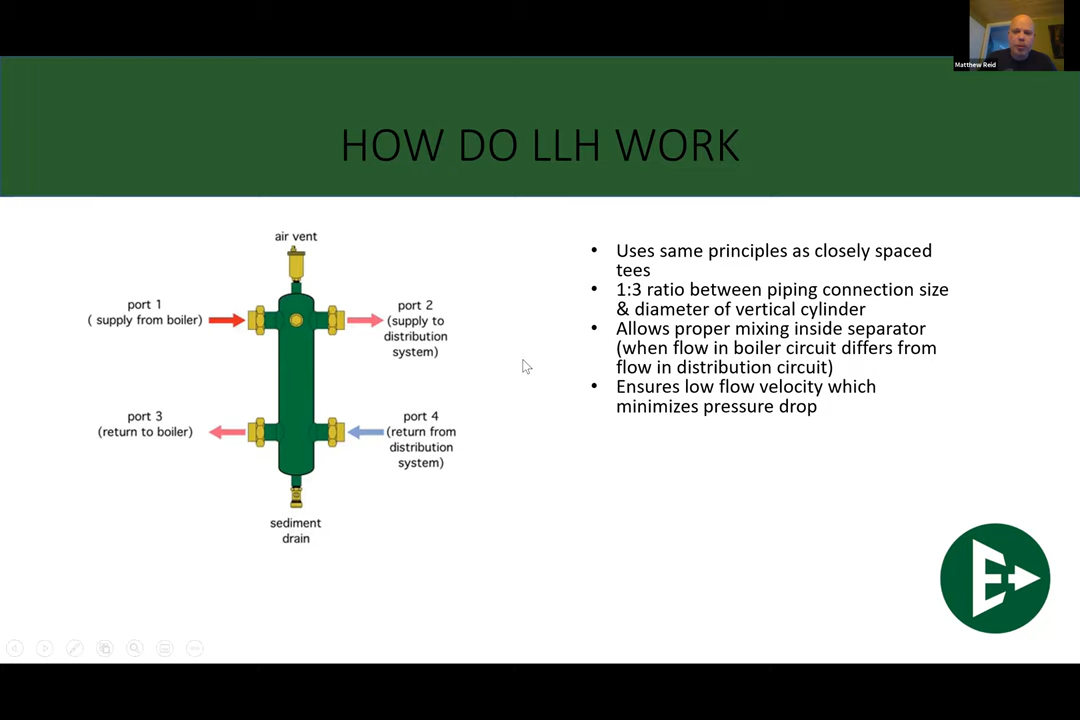 Matthew Reid
HOW DO LLH WORK
air vent
port 1
( supply from boiler)
port 2
(supply to
distribution
system)
port 3
(return to boiler)
port 4
(return from
distribution
system)
sediment
drain
• Uses same principles as closely spaced
tees
• 1:3 ratio between piping connection size
& diameter of vertical cylinder
• Allows proper mixing inside separator
(when flow in boiler circuit differs from
flow in distribution circuit)
• Ensures low flow velocity which
minimizes pressure drop
E